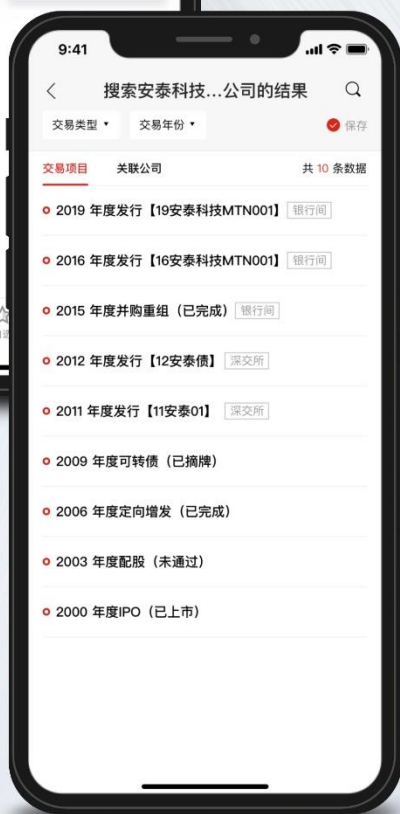 9:41
搜索安泰科技...公司的结果
交易类型 交易年份 保存
交易项目 关联公司 共 10 条数据
2019 年度发行【19安泰科技MTN001】 银行间
2016 年度发行【16安泰科技MTN001】 银行间
2015 年度并购重组（已完成） 银行间
2012 年度发行【12安泰债】 深交所
2011 年度发行【11安泰01】 深交所
2009 年度可转债（已摘牌）
2006 年度定向增发（已完成）
2003 年度配股（未通过）
2000 年度IPO（已上市）